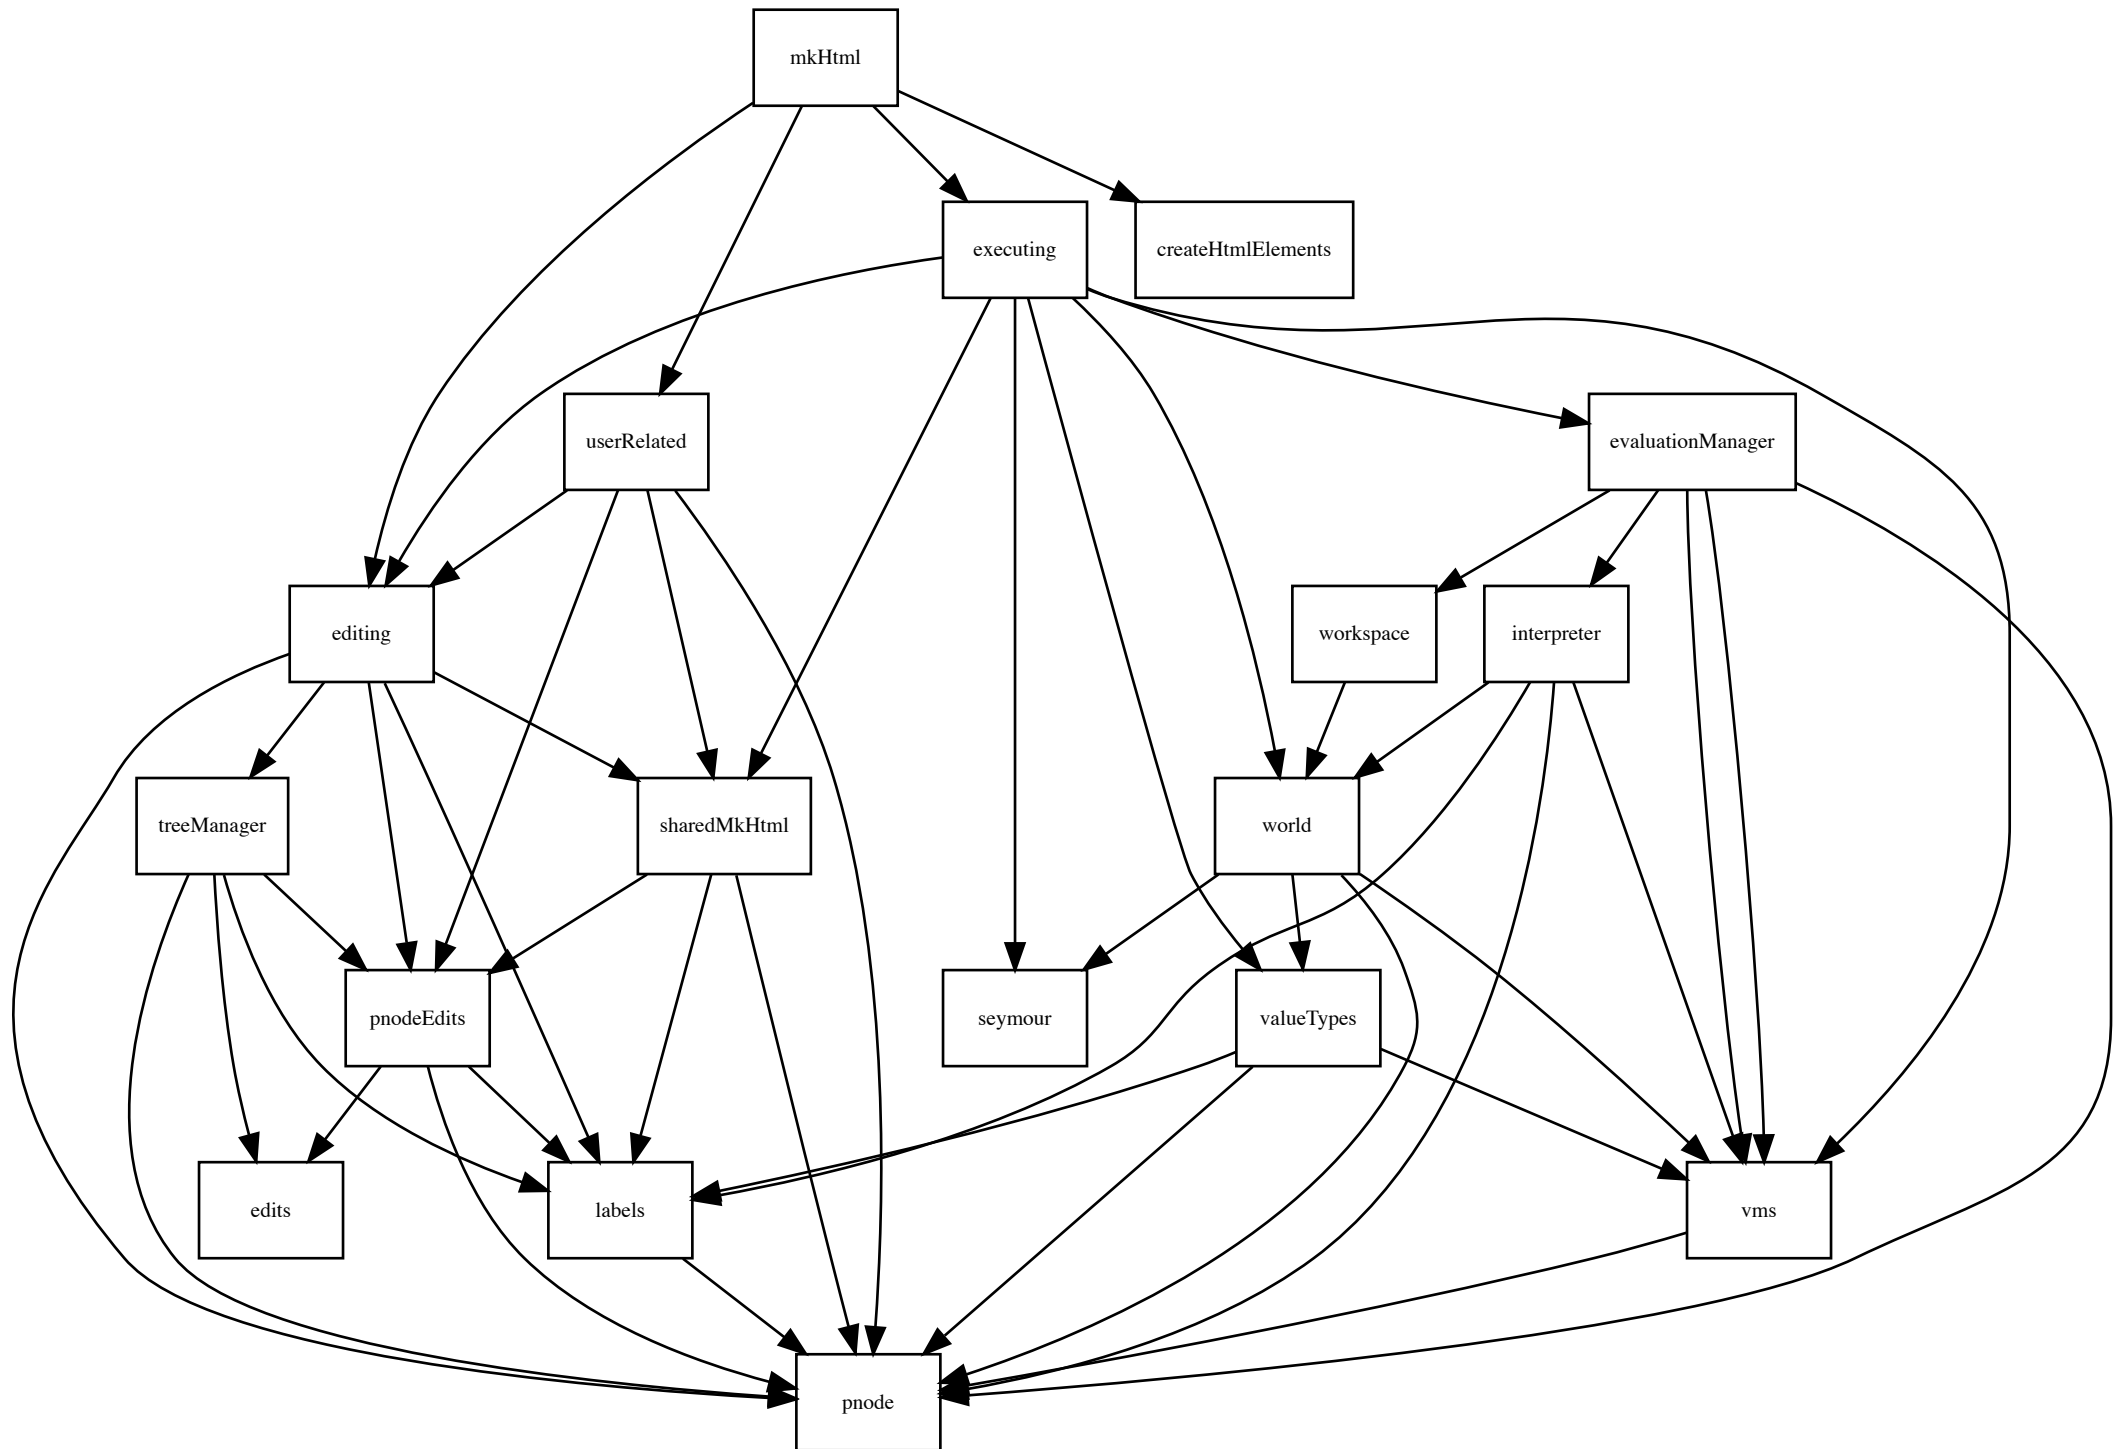 mkHtml
executing
createHtmlElements
userRelated
evaluationManager
editing
workspace
interpreter
treeManager
sharedMkHtml
world
pnodeEdits
seymour
valueTypes
edits
labels
vms
pnode